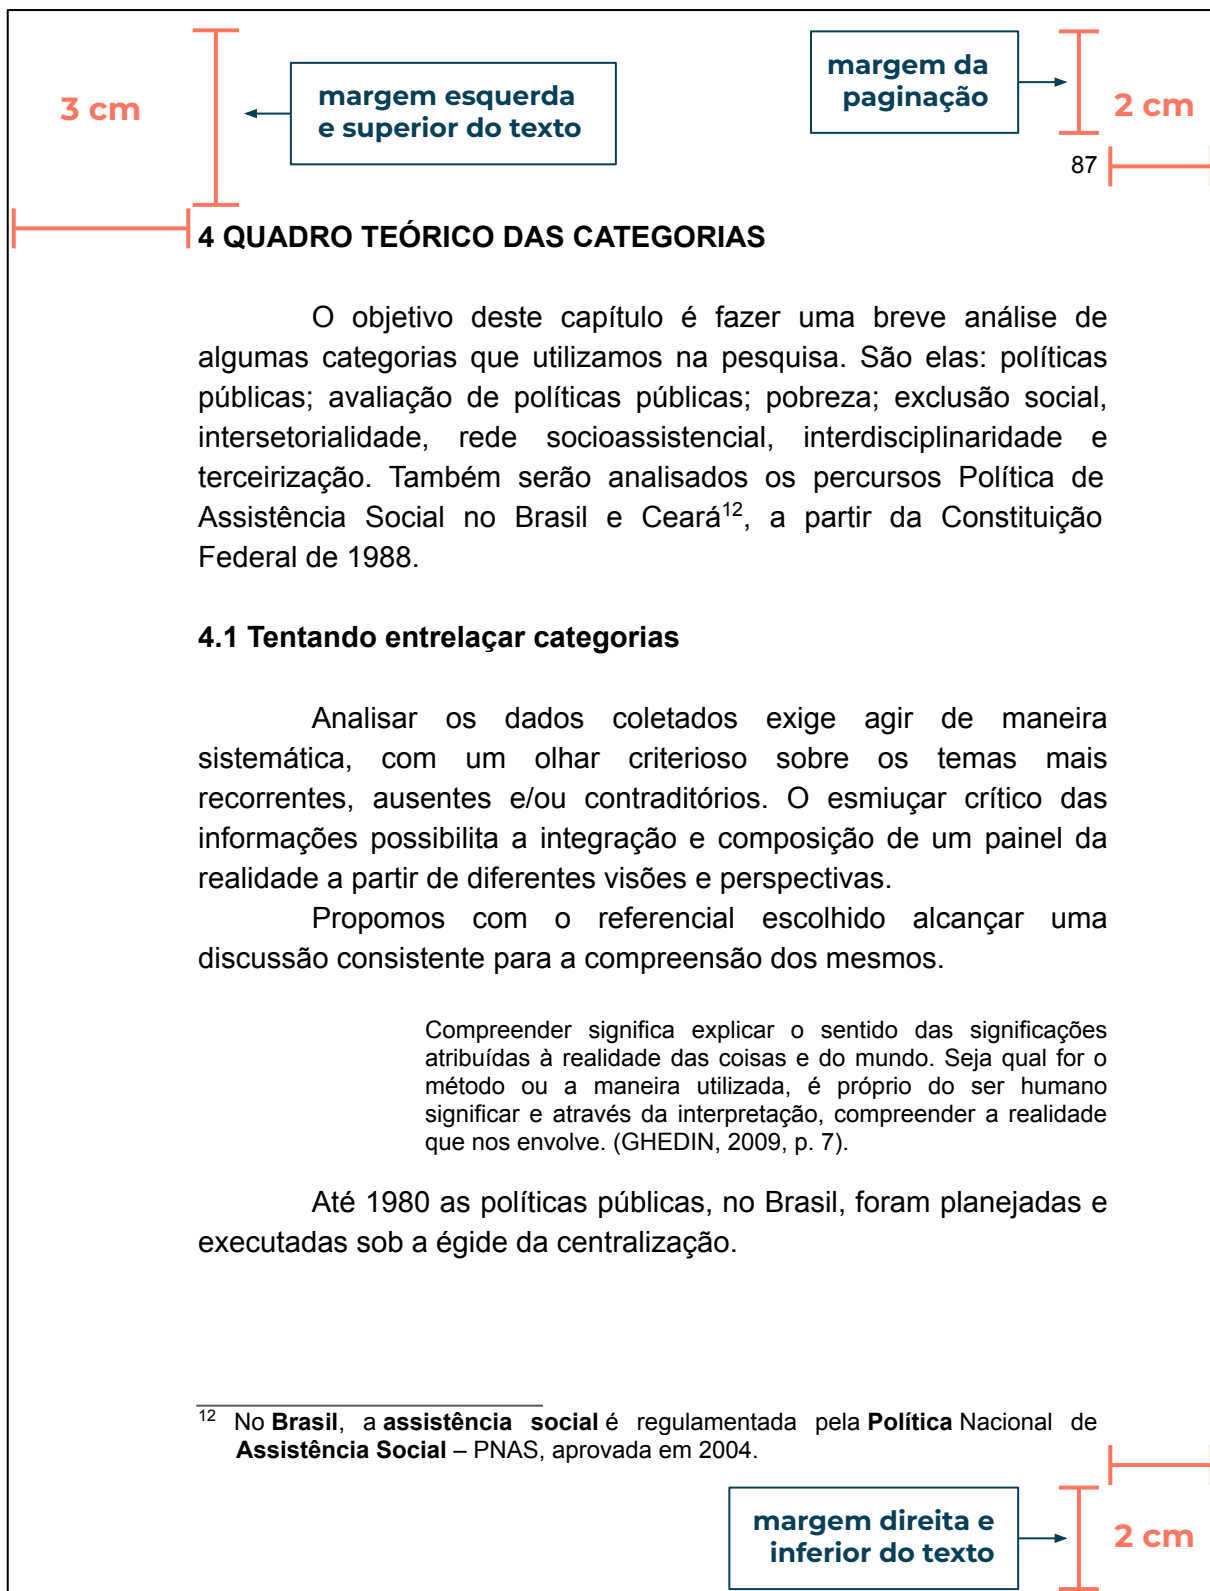 3 cm
margem esquerda
e superior do texto
margem da
paginação
2 cm
87
4 QUADRO TEÓRICO DAS CATEGORIAS
O objetivo deste capítulo é fazer uma breve análise de
algumas categorias que utilizamos na pesquisa. São elas: políticas
públicas; avaliação de políticas públicas; pobreza; exclusão social,
intersetorialidade, rede socioassistencial, interdisciplinaridade e
terceirização. Também serão analisados os percursos Política de
Assistência Social no Brasil e Ceará¹², a partir da Constituição
Federal de 1988.
4.1 Tentando entrelaçar categorias
Analisar os dados coletados exige agir de maneira
sistemática, com um olhar criterioso sobre os temas mais
recorrentes, ausentes e/ou contraditórios. O esmiuçar crítico das
informações possibilita a integração e composição de um painel da
realidade a partir de diferentes visões e perspectivas.
Propomos com o referencial escolhido alcançar uma
discussão consistente para a compreensão dos mesmos.
Compreender significa explicar o sentido das significações
atribuídas à realidade das coisas e do mundo. Seja qual for o
método ou a maneira utilizada, é próprio do ser humano
significar e através da interpretação, compreender a realidade
que nos envolve. (GHEDIN, 2009, p. 7).
Até 1980 as políticas públicas, no Brasil, foram planejadas e
executadas sob a égide da centralização.
¹² No Brasil, a assistência social é regulamentada pela Política Nacional de
Assistência Social – PNAS, aprovada em 2004.
margem direita e
inferior do texto
2 cm